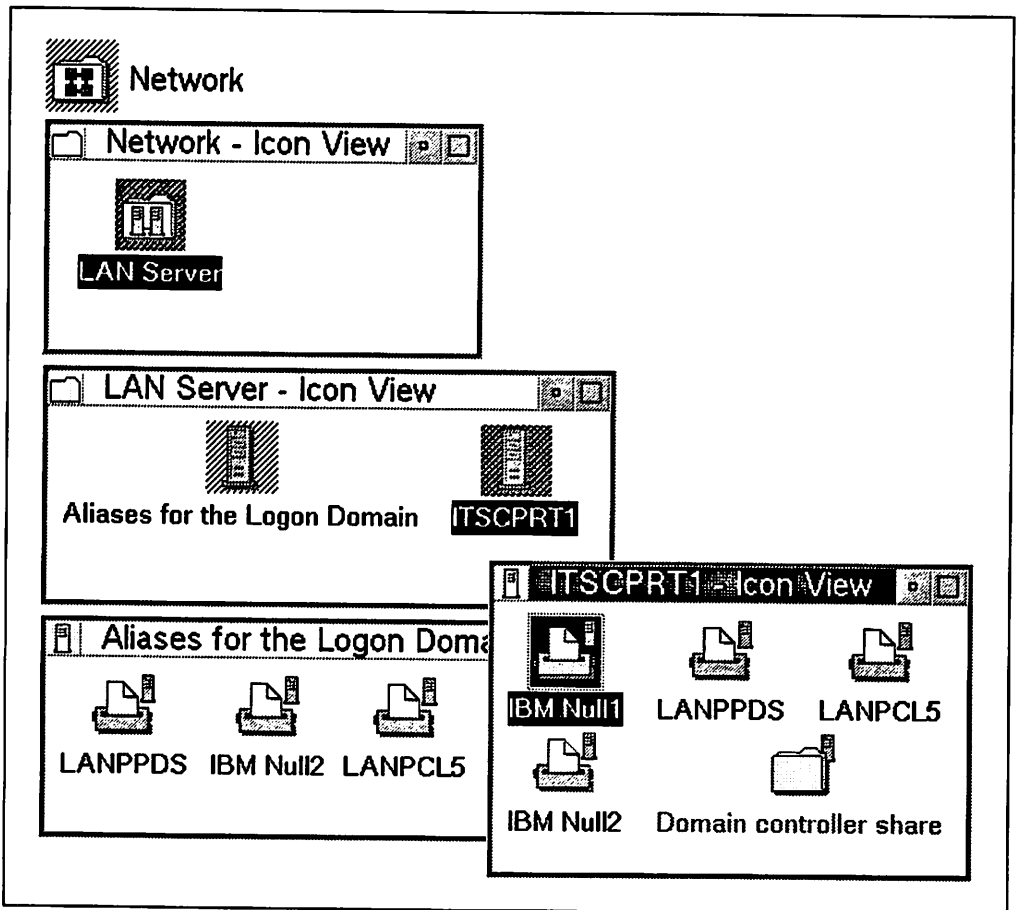 Network
Network - Icon View
LAN Server
LAN Server - Icon View
Aliases for the Logon Domain
ITSCPRT1
ITSCPRT1 - Icon View
IBM Null1
LANPPDS
LANPCL5
IBM Null2
Domain controller share
Aliases for the Logon Doma
LANPPDS
IBM Null2
LANPCL5